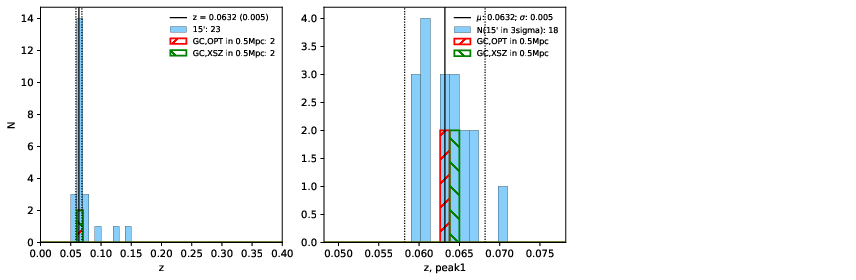 z = 0.0632 (0.005)
15': 23
GC,OPT in 0.5Mpc: 2
GC,XSZ in 0.5Mpc: 2
14
12
10
8
6
4
2
0
N
0.00 0.05 0.10 0.15 0.20 0.25 0.30 0.35 0.40
z
μ: 0.0632; σ: 0.005
N(15' in 3sigma): 18
GC,OPT in 0.5Mpc
GC,XSZ in 0.5Mpc
4.0
3.5
3.0
2.5
2.0
1.5
1.0
0.5
0.0
0.050 0.055 0.060 0.065 0.070 0.075
z, peak1